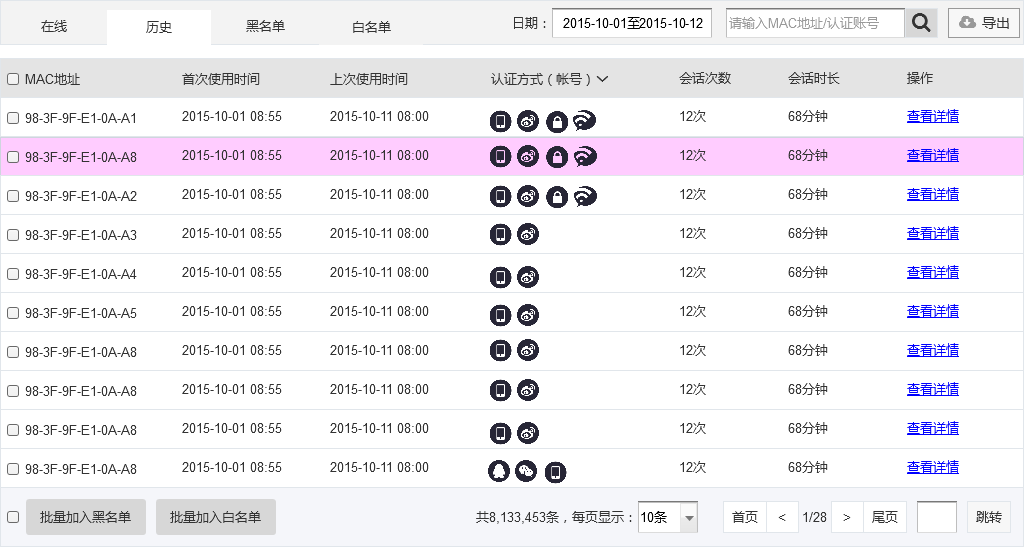 在线 历史 黑名单 白名单 日期： 2015-10-01至2015-10-12 请输入MAC地址/认证账号 导出
MAC地址 首次使用时间 上次使用时间 认证方式（帐号） 会话次数 会话时长 操作
98-3F-9F-E1-0A-A1 2015-10-01 08:55 2015-10-11 08:00 12次 68分钟 查看详情
98-3F-9F-E1-0A-A8 2015-10-01 08:55 2015-10-11 08:00 12次 68分钟 查看详情
98-3F-9F-E1-0A-A2 2015-10-01 08:55 2015-10-11 08:00 12次 68分钟 查看详情
98-3F-9F-E1-0A-A3 2015-10-01 08:55 2015-10-11 08:00 12次 68分钟 查看详情
98-3F-9F-E1-0A-A4 2015-10-01 08:55 2015-10-11 08:00 12次 68分钟 查看详情
98-3F-9F-E1-0A-A5 2015-10-01 08:55 2015-10-11 08:00 12次 68分钟 查看详情
98-3F-9F-E1-0A-A8 2015-10-01 08:55 2015-10-11 08:00 12次 68分钟 查看详情
98-3F-9F-E1-0A-A8 2015-10-01 08:55 2015-10-11 08:00 12次 68分钟 查看详情
98-3F-9F-E1-0A-A8 2015-10-01 08:55 2015-10-11 08:00 12次 68分钟 查看详情
98-3F-9F-E1-0A-A8 2015-10-01 08:55 2015-10-11 08:00 12次 68分钟 查看详情
批量加入黑名单 批量加入白名单 共8,133,453条，每页显示： 10条 首页 < 1/28 > 尾页 跳转